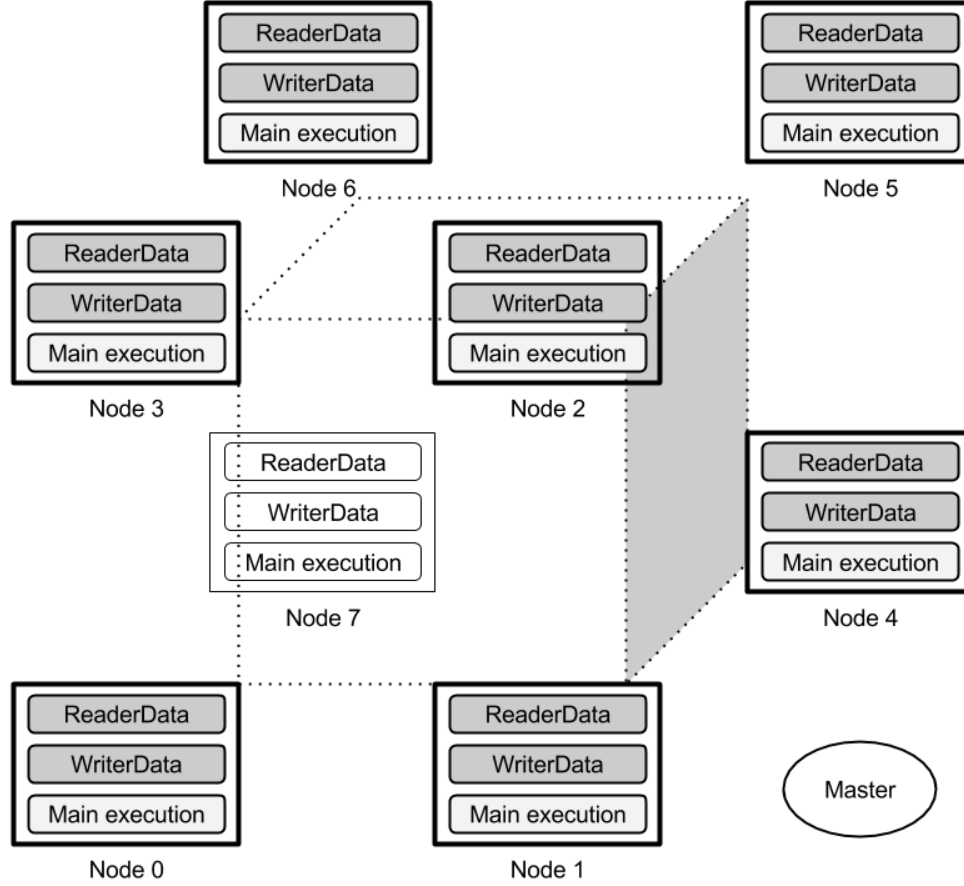 ReaderData
WriterData
Main execution
Node 6
ReaderData
WriterData
Main execution
Node 5
ReaderData
WriterData
Main execution
Node 3
ReaderData
WriterData
Main execution
Node 2
ReaderData
WriterData
Main execution
Node 7
ReaderData
WriterData
Main execution
Node 4
ReaderData
WriterData
Main execution
Node 0
ReaderData
WriterData
Main execution
Node 1
Master